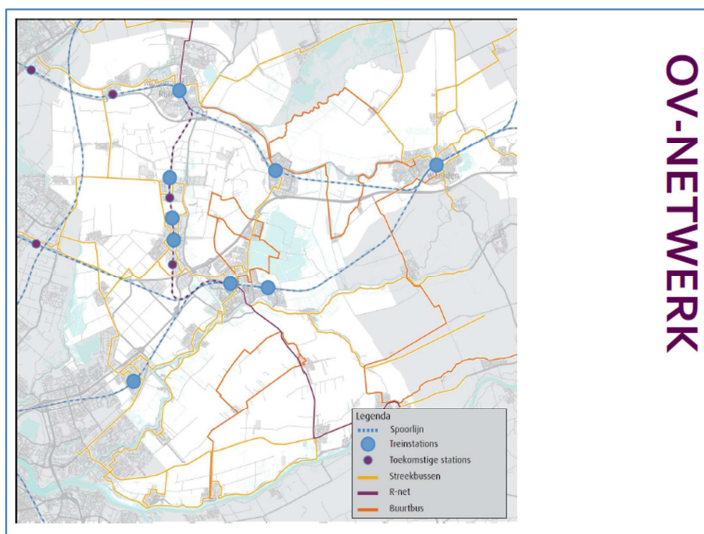 OV-NETWERK
Legenda
Spoorlijn
Treinstations
Toekomstige stations
Streekbussen
R-net
Buurtbus